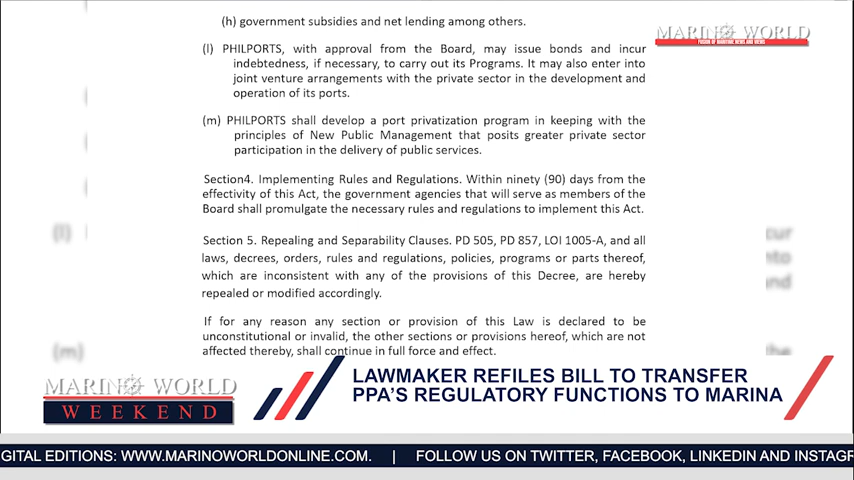 (h) government subsidies and net lending among others.
MARINO WORLD
(l) PHILPORTS, with approval from the Board, may issue bonds and incur
indebtedness, if necessary, to carry out its Programs. It may also enter into
joint venture arrangements with the private sector in the development and
operation of its ports.
(m) PHILPORTS shall develop a port privatization program in keeping with the
principles of New Public Management that posits greater private sector
participation in the delivery of public services.
Section4. Implementing Rules and Regulations. Within ninety (90) days from the
effectivity of this Act, the government agencies that will serve as members of the
Board shall promulgate the necessary rules and regulations to implement this Act.
Section 5. Repealing and Separability Clauses. PD 505, PD 857, LOI 1005-A, and all
laws, decrees, orders, rules and regulations, policies, programs or parts thereof,
which are inconsistent with any of the provisions of this Decree, are hereby
repealed or modified accordingly.
If for any reason any section or provision of this Law is declared to be
unconstitutional or invalid, the other sections or provisions hereof, which are not
affected thereby, shall continue in full force and effect.
(l)
(m)
cur
nto
nd
the
MARINO WORLD
WEEKEND
LAWMAKER REFILES BILL TO TRANSFER
PPA'S REGULATORY FUNCTIONS TO MARINA
GITAL EDITIONS: WWW.MARINOWORLDONLINE.COM. | FOLLOW US ON TWITTER, FACEBOOK, LINKEDIN AND INSTAGR